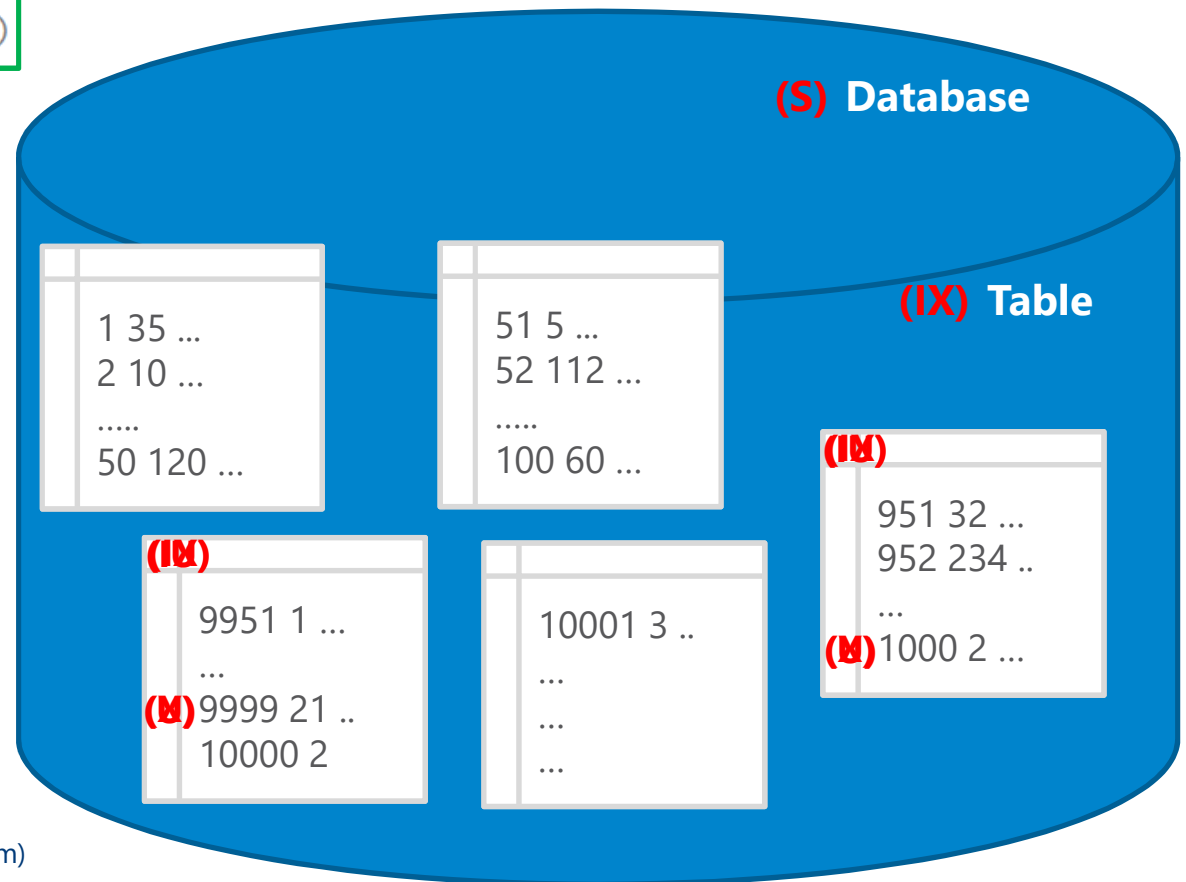 )
(S) Database
(IX) Table
1 35 ...
2 10 ...
.....
50 120 ...
51 5 ...
52 112 ...
.....
100 60 ...
951 32 ...
952 234 ..
...
1000 2 ...
9951 1 ...
...
9999 21 ..
10000 2
10001 3 ..
...
...
...
m)